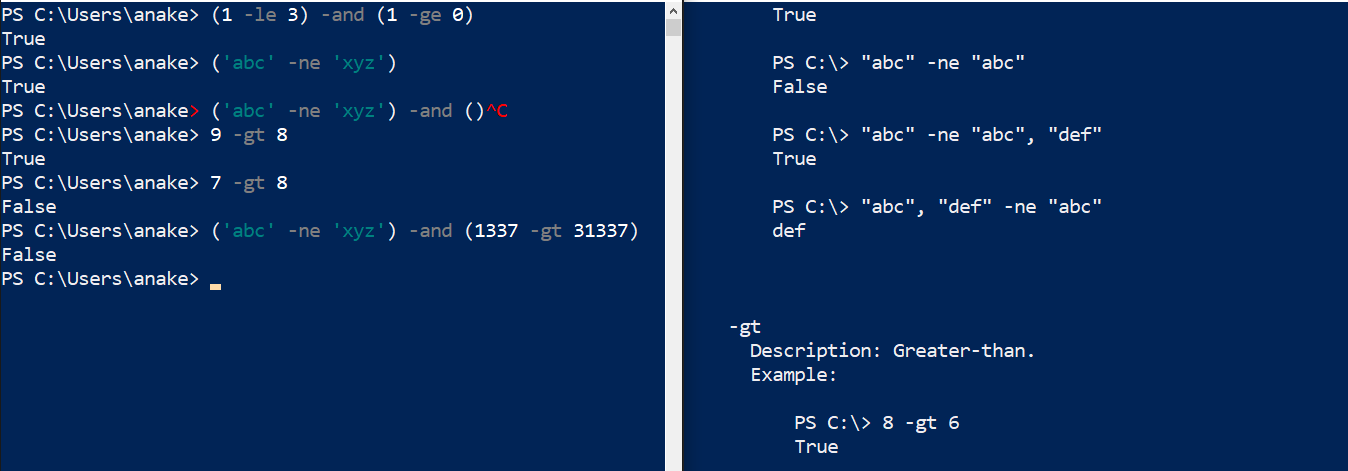 PS C:\Users\anake> (1 -le 3) -and (1 -ge 0)
True
PS C:\Users\anake> ('abc' -ne 'xyz')
True
PS C:\Users\anake> ('abc' -ne 'xyz') -and ()^C
PS C:\Users\anake> 9 -gt 8
True
PS C:\Users\anake> 7 -gt 8
False
PS C:\Users\anake> ('abc' -ne 'xyz') -and (1337 -gt 31337)
False
PS C:\Users\anake>
True
PS C:\> "abc" -ne "abc"
False
PS C:\> "abc" -ne "abc", "def"
True
PS C:\> "abc", "def" -ne "abc"
def
-gt
Description: Greater-than.
Example:
PS C:\> 8 -gt 6
True